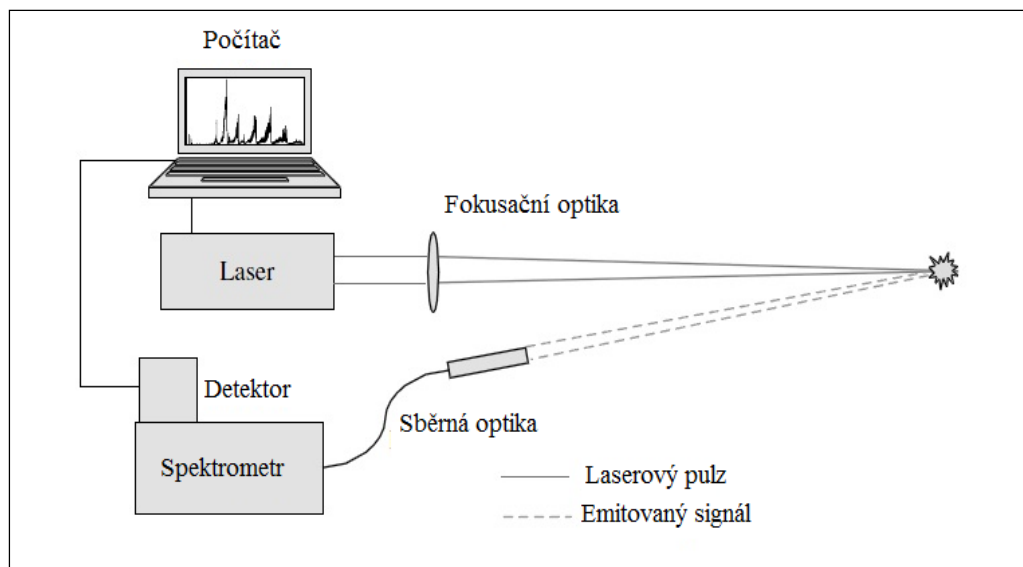 Počítač
Fokusační optika
Laser
Detektor
Sběrná optika
Spektrometr
Laserový pulz
Emitovaný signál